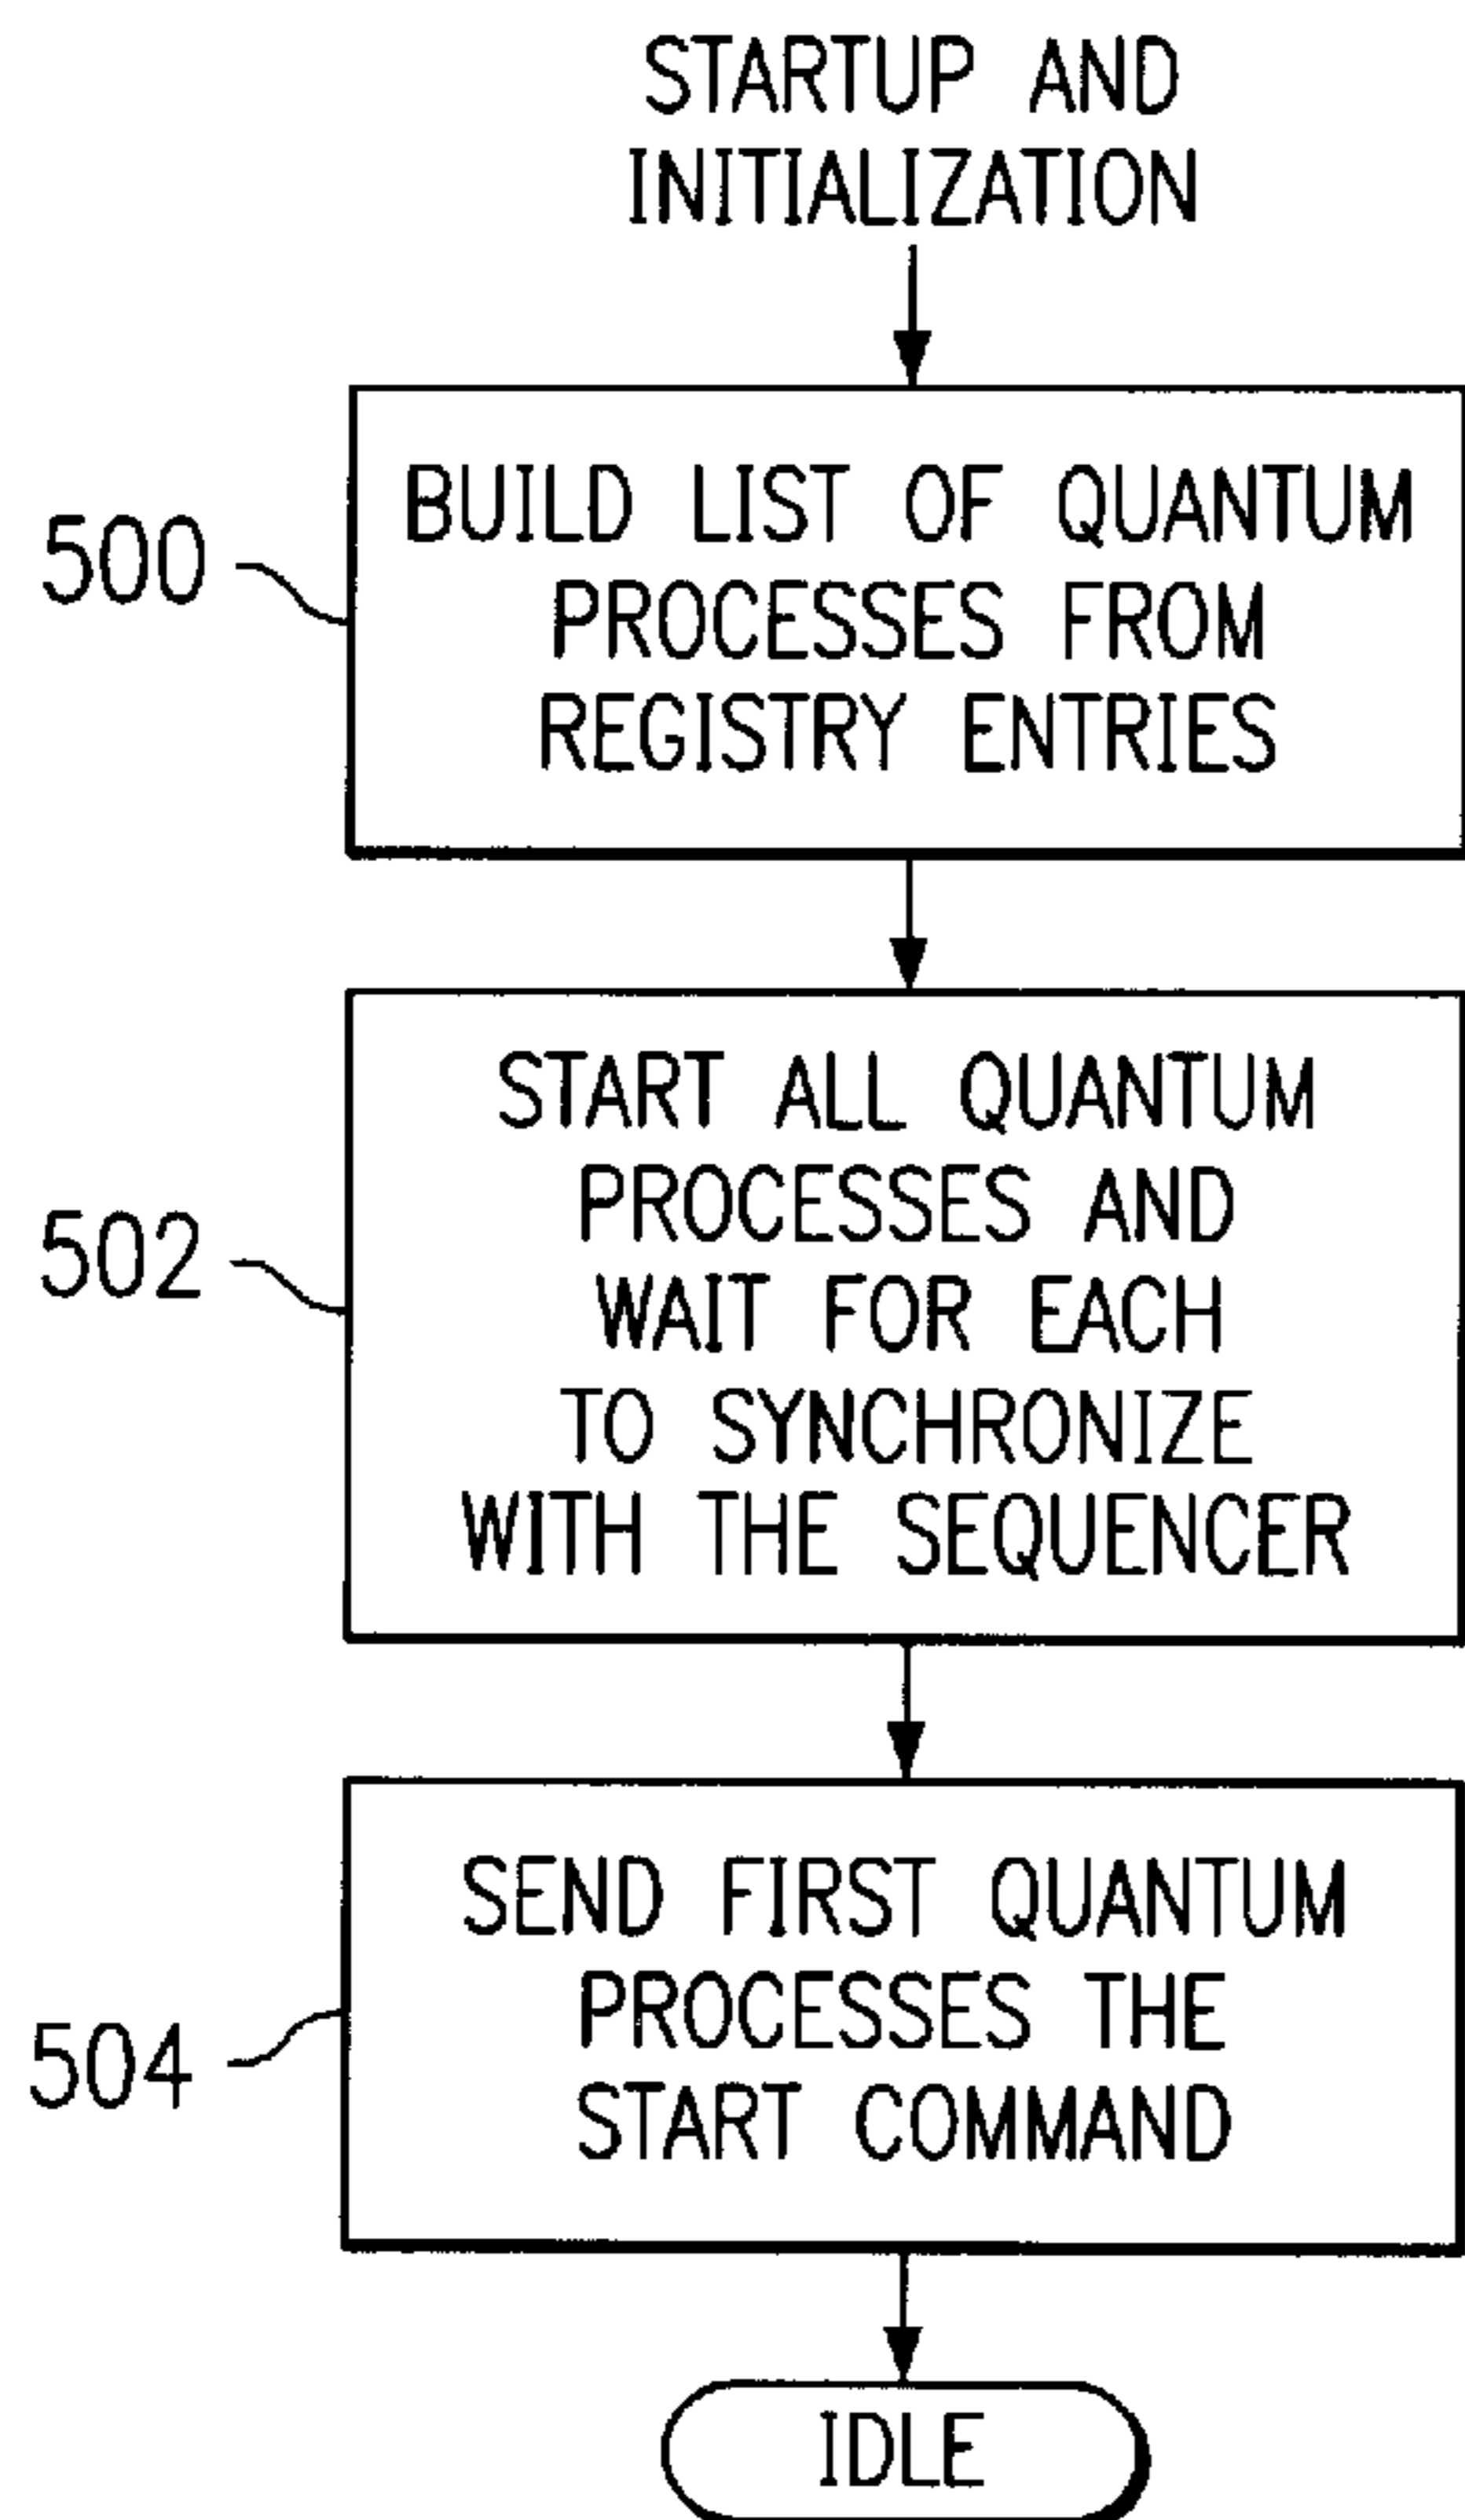 STARTUP AND
INITIALIZATION
500
BUILD LIST OF QUANTUM
PROCESSES FROM
REGISTRY ENTRIES
502
START ALL QUANTUM
PROCESSES AND
WAIT FOR EACH
TO SYNCHRONIZE
WITH THE SEQUENCER
504
SEND FIRST QUANTUM
PROCESSES THE
START COMMAND
IDLE